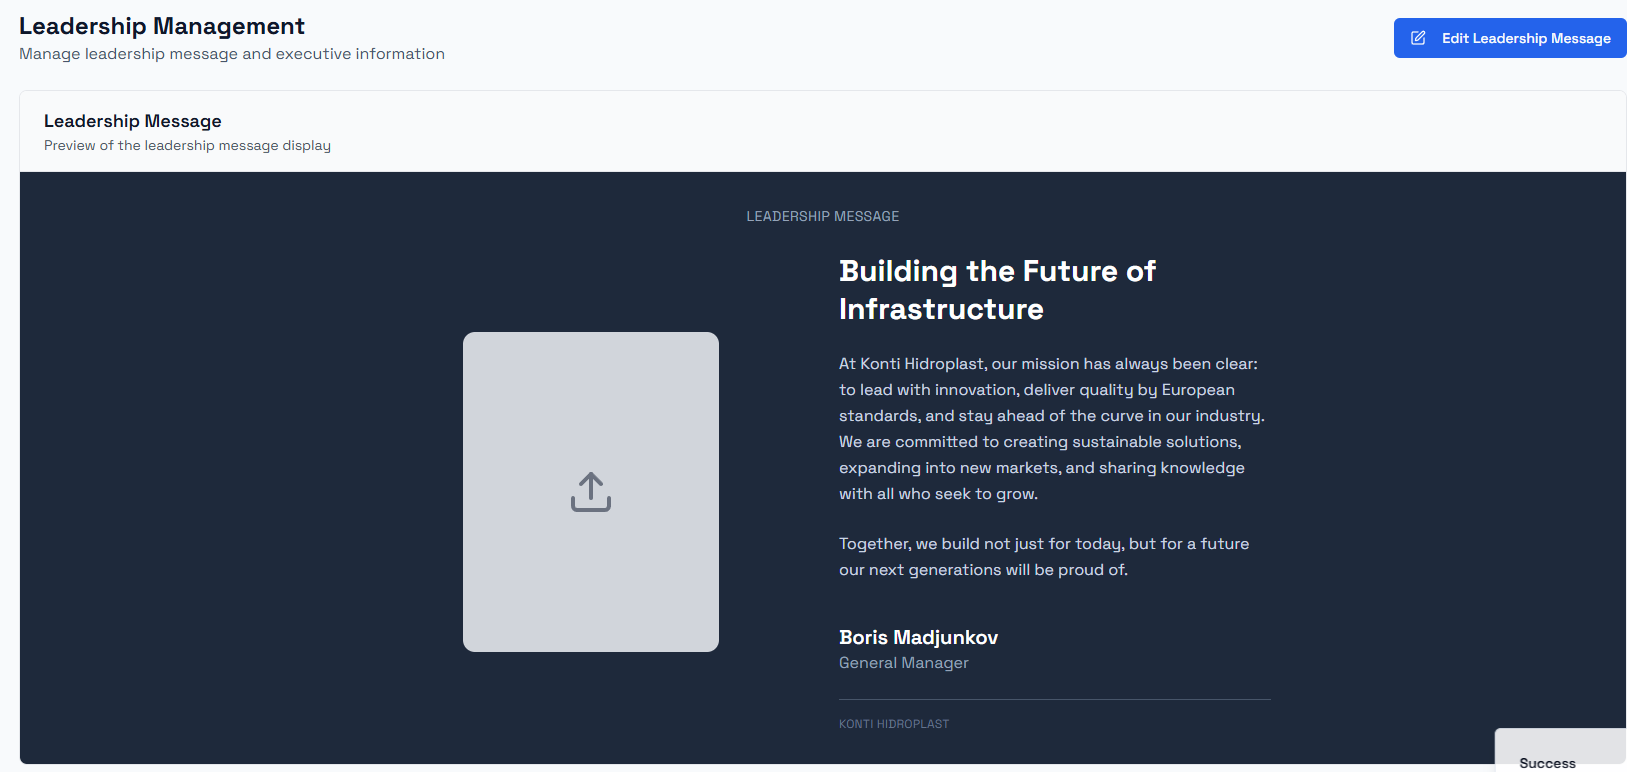 Leadership Management
Manage leadership message and executive information
Edit Leadership Message
Leadership Message
Preview of the leadership message display
LEADERSHIP MESSAGE
Building the Future of
Infrastructure
At Konti Hidroplast, our mission has always been clear:
to lead with innovation, deliver quality by European
standards, and stay ahead of the curve in our industry.
We are committed to creating sustainable solutions,
expanding into new markets, and sharing knowledge
with all who seek to grow.
Together, we build not just for today, but for a future
our next generations will be proud of.
Boris Madjunkov
General Manager
KONTI HIDROPLAST
Success